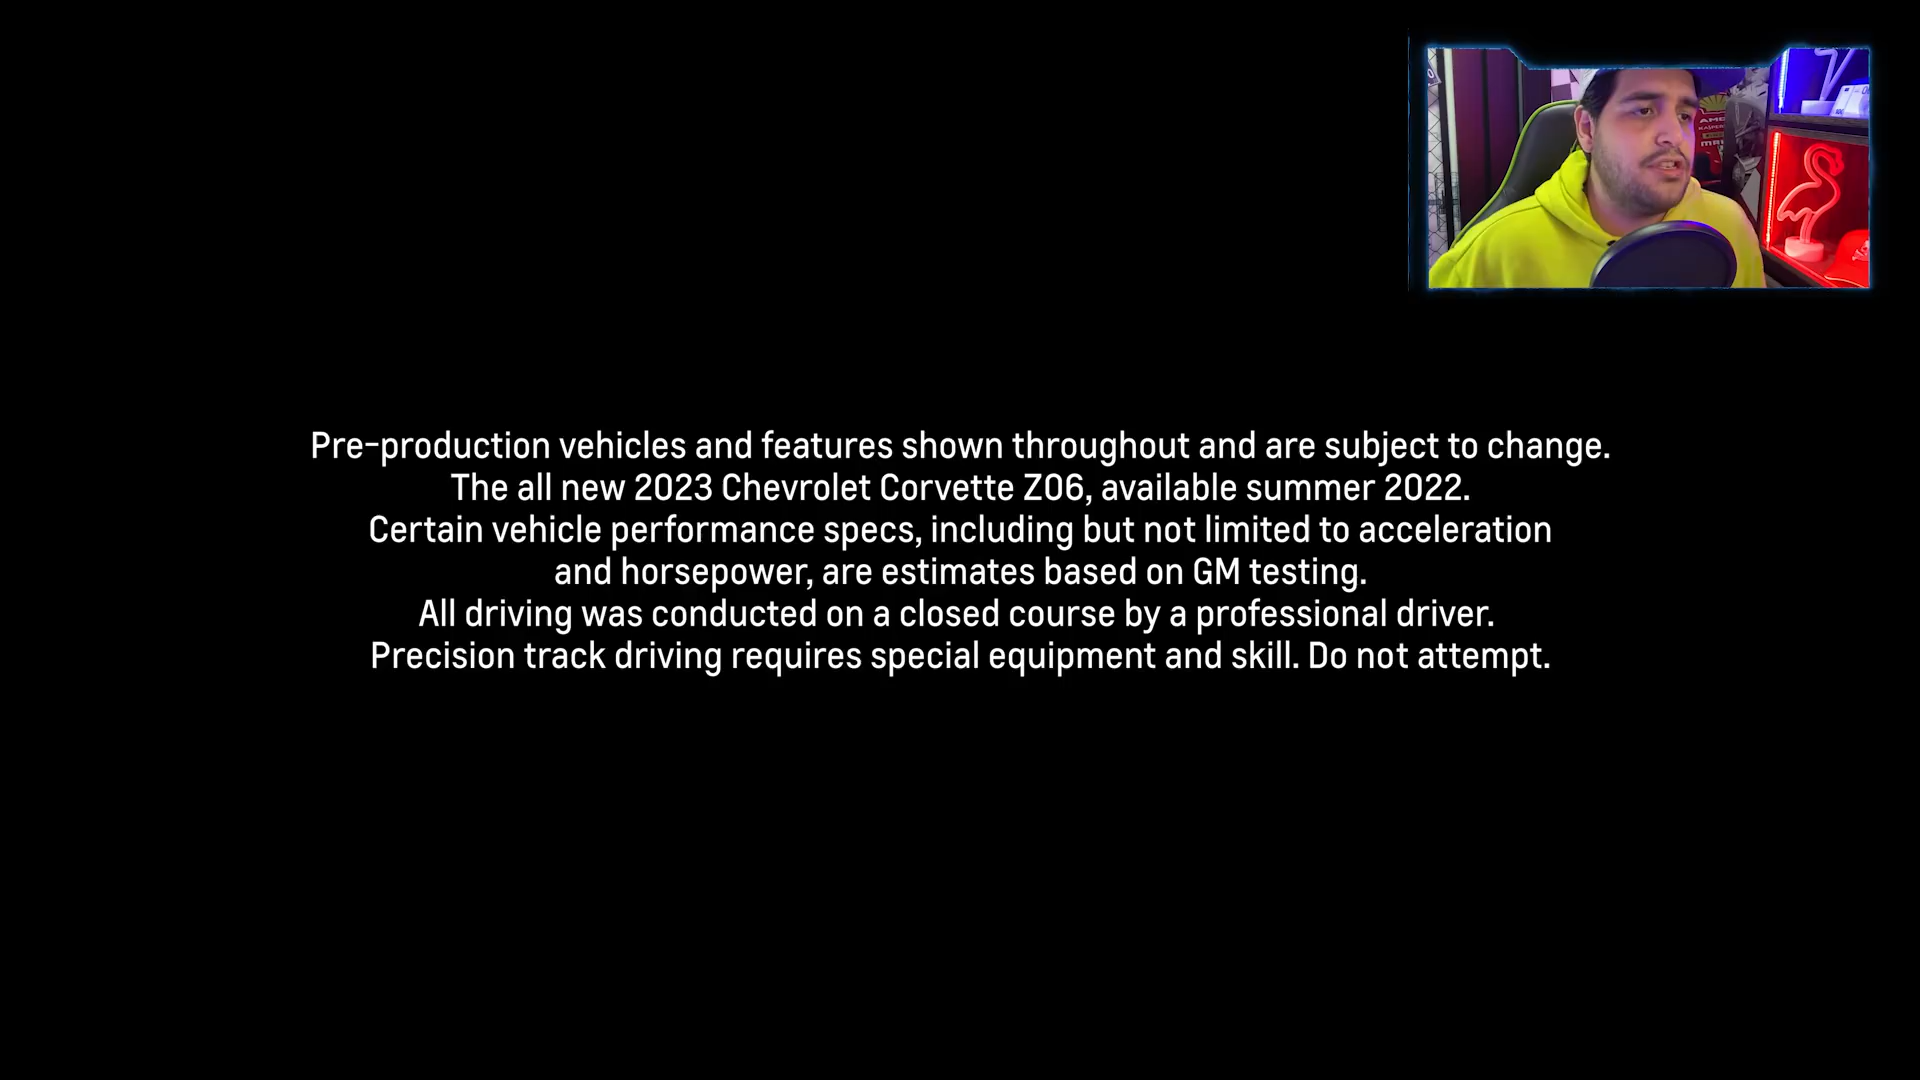 Pre-production vehicles and features shown throughout and are subject to change.
The all new 2023 Chevrolet Corvette Z06, available summer 2022.
Certain vehicle performance specs, including but not limited to acceleration
and horsepower, are estimates based on GM testing.
All driving was conducted on a closed course by a professional driver.
Precision track driving requires special equipment and skill. Do not attempt.